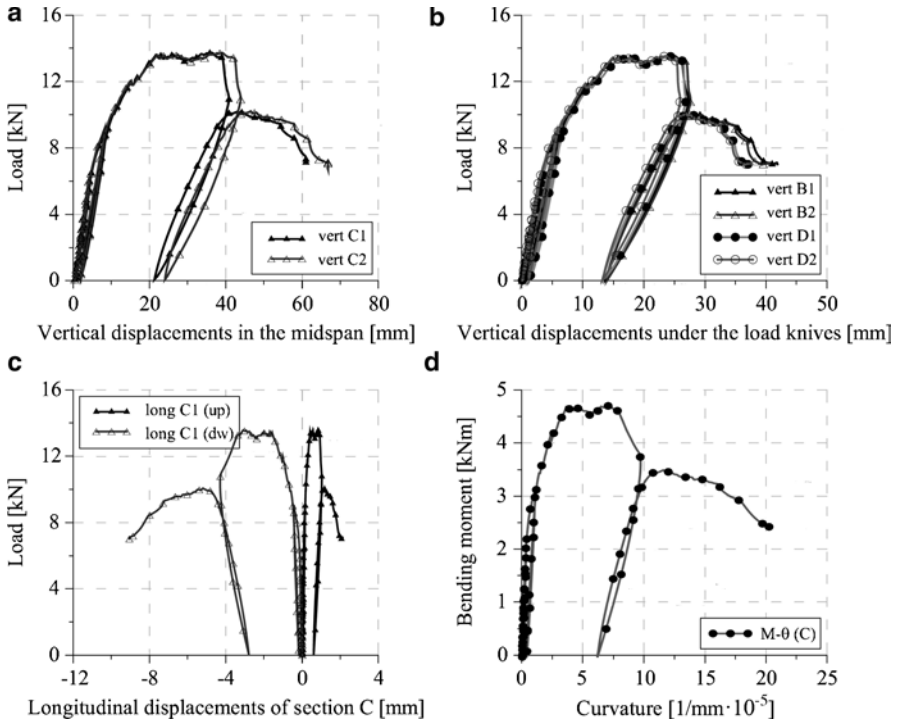 a
16
12
8
4
0
Load [kN]
0 20 40 60 80
Vertical displacements in the midspan [mm]
vert C1
vert C2
b
16
12
8
4
0
Load [kN]
0 10 20 30 40 50
Vertical displacements under the load knives [mm]
vert B1
vert B2
vert D1
vert D2
c
16
12
8
4
0
Load [kN]
-12 -8 -4 0 4
Longitudinal displacements of section C [mm]
long C1 (up)
long C1 (dw)
d
5
4
3
2
1
0
Bending moment [kNm]
0 5 10 15 20 25
Curvature [1/mm·10⁻⁵]
M-θ (C)